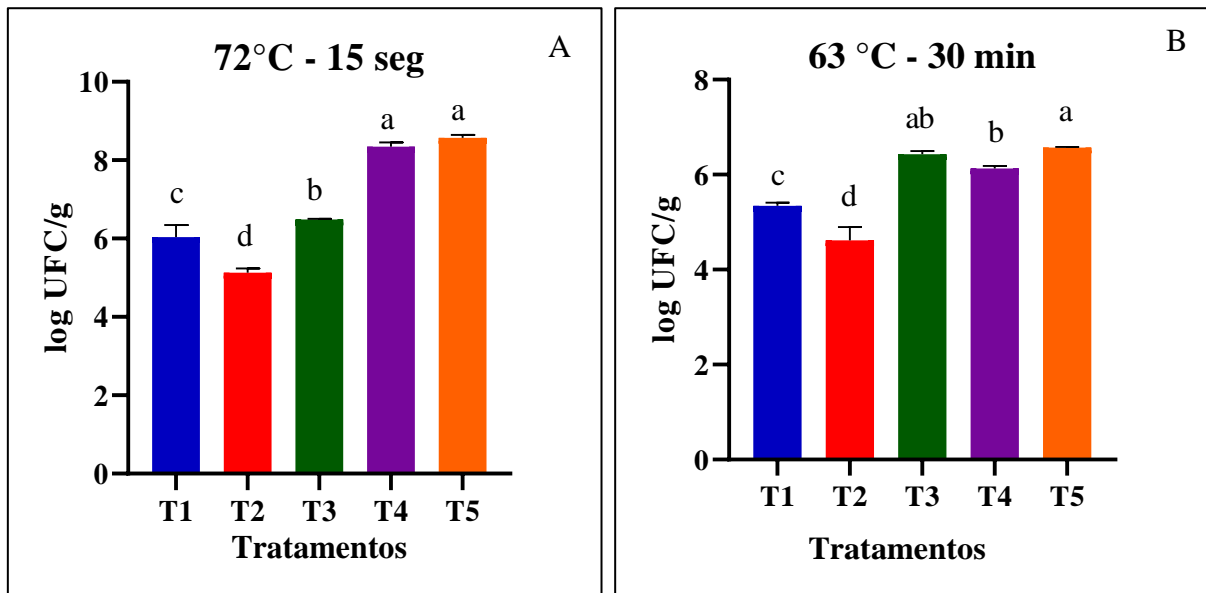 A
72°C - 15 seg
10
8
6
4
2
0
log UFC/g
c
d
b
a
a
T1 T2 T3 T4 T5
Tratamentos
B
63 °C - 30 min
8
6
4
2
0
log UFC/g
c
d
ab
b
a
T1 T2 T3 T4 T5
Tratamentos